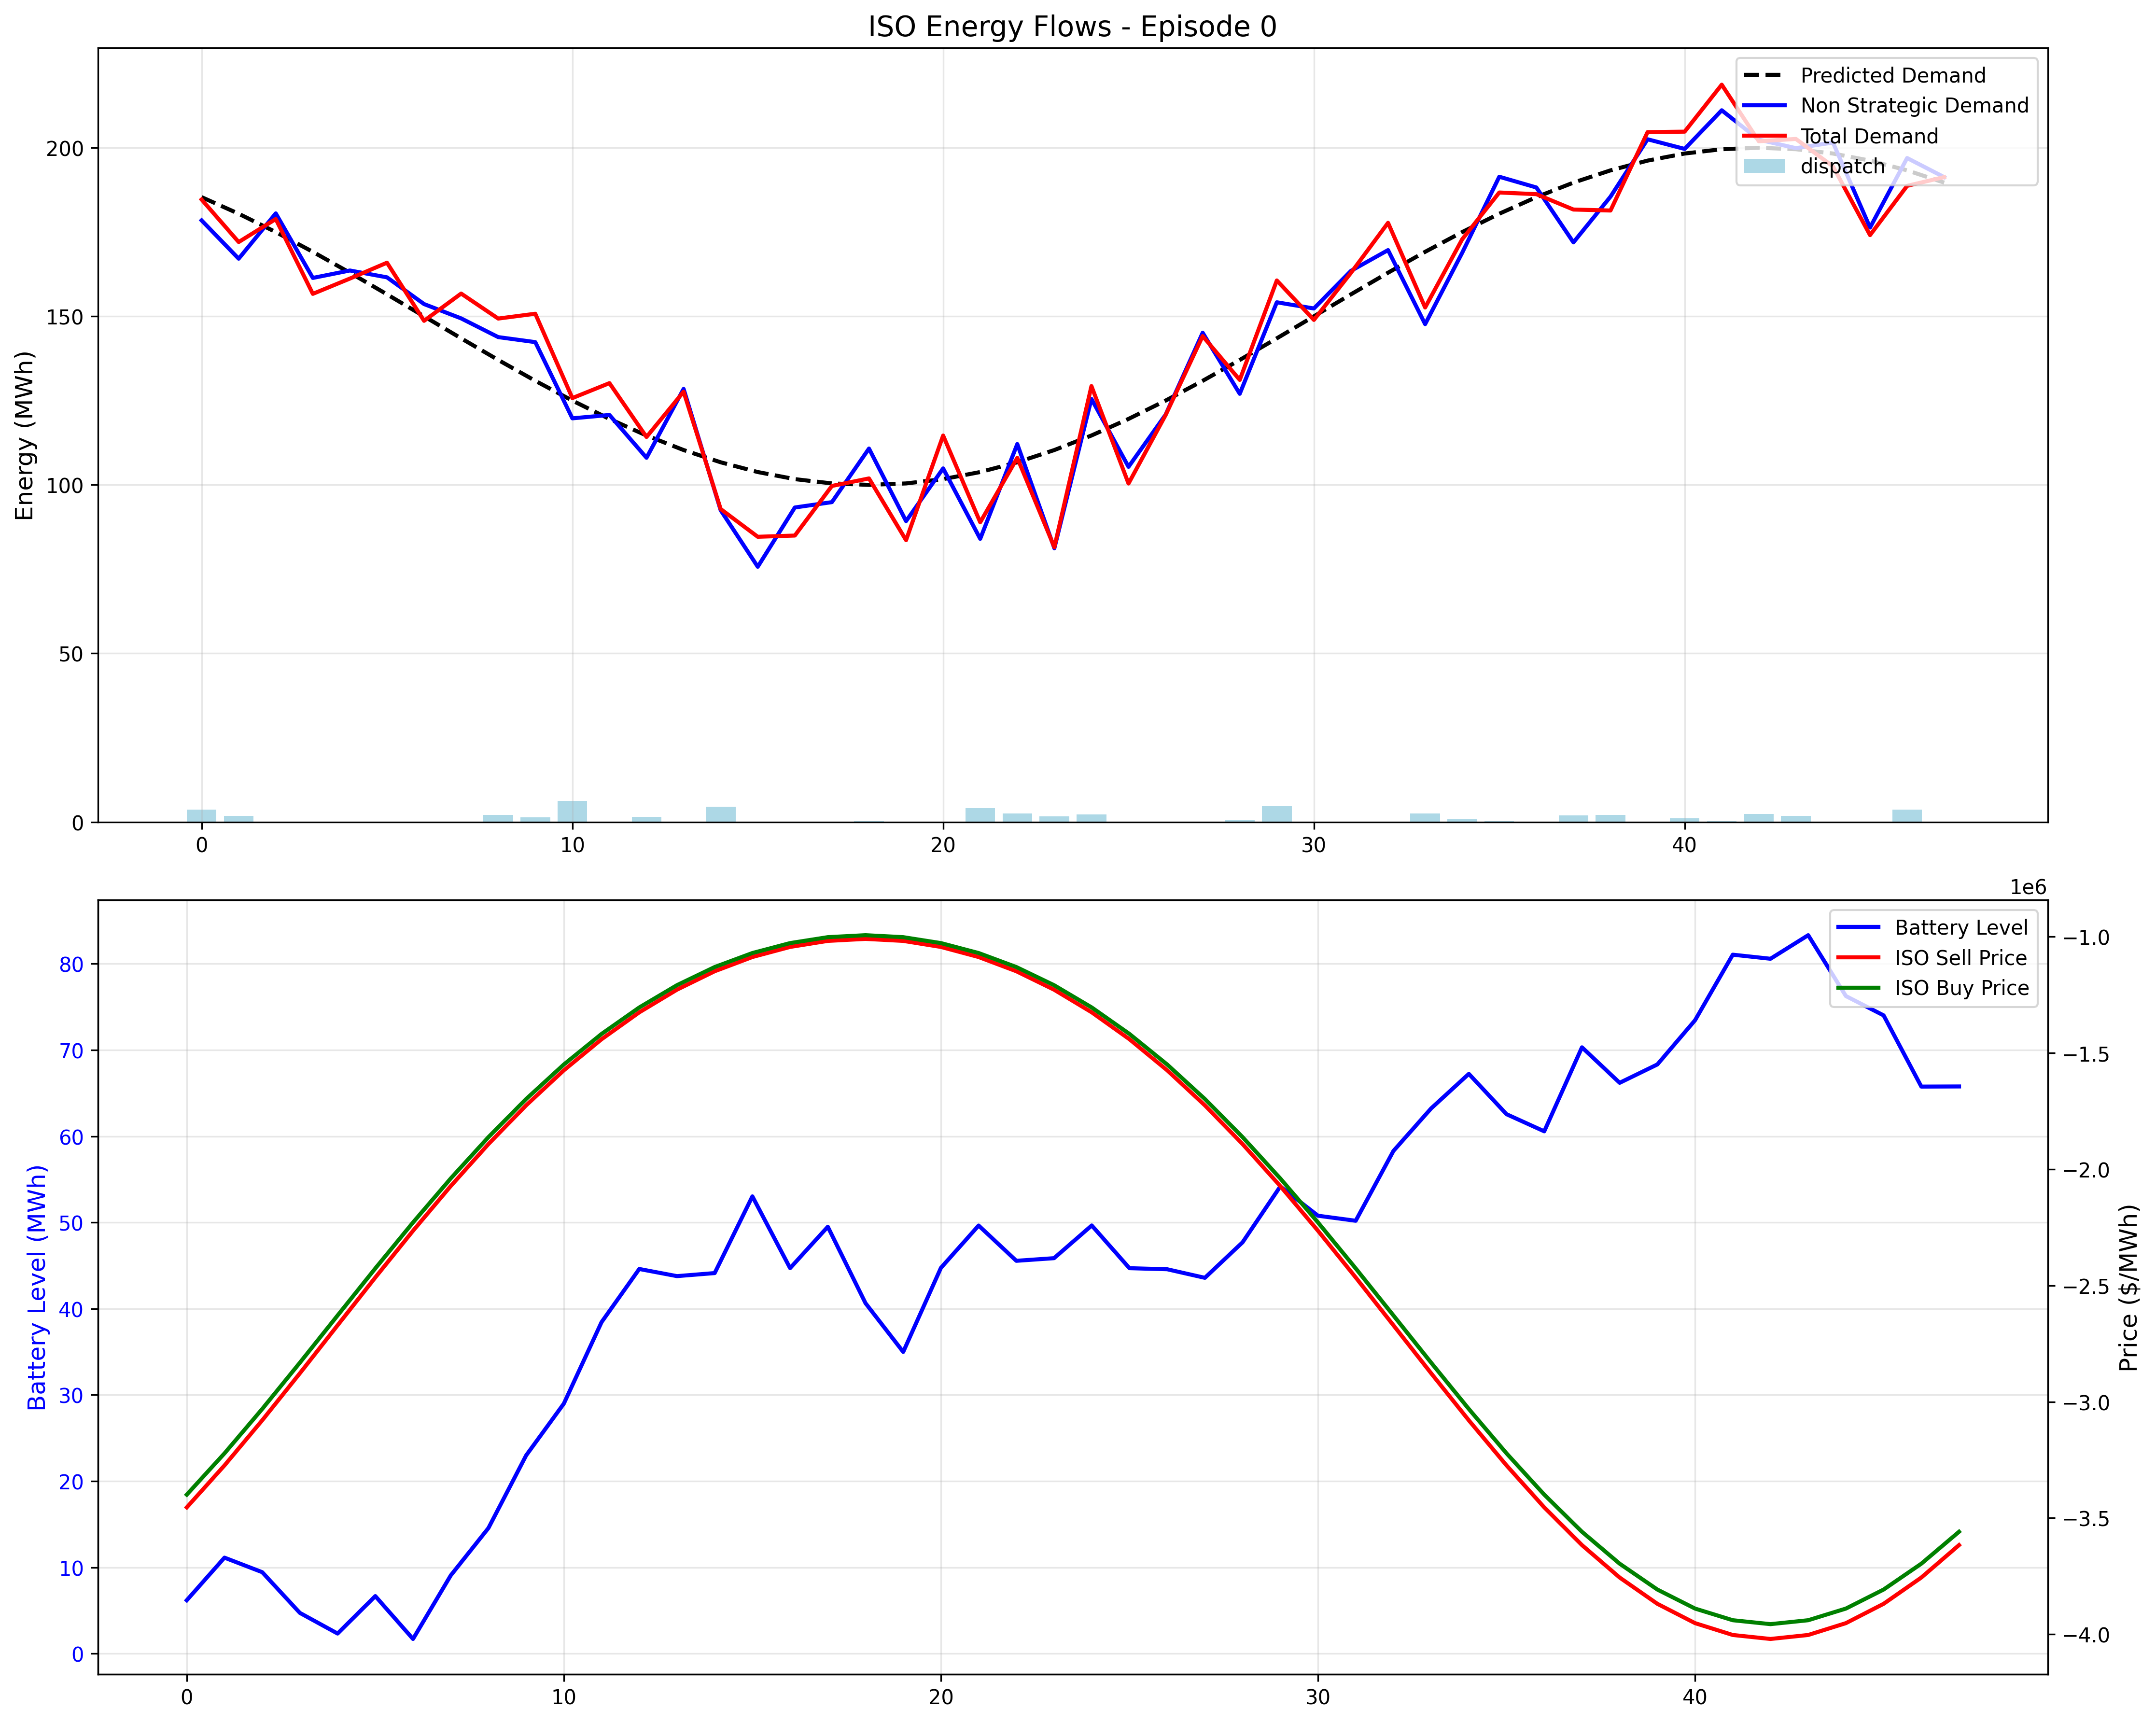 ISO Energy Flows - Episode 0
Energy (MWh)
200
150
100
50
0
0 10 20 30 40
Predicted Demand
Non Strategic Demand
Total Demand
dispatch
1e6
Battery Level (MWh)
80
70
60
50
40
30
20
10
0
0 10 20 30 40
Battery Level
ISO Sell Price
ISO Buy Price
−1.0
−1.5
−2.0
−2.5
−3.0
−3.5
−4.0
Price ($/MWh)